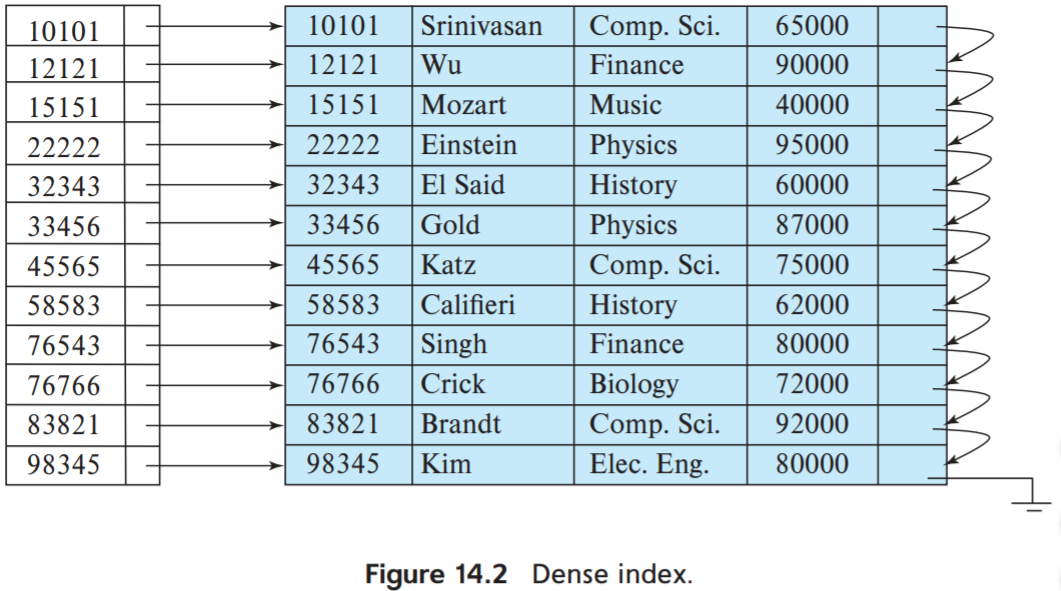 10101 10101 Srinivasan Comp. Sci. 65000
12121 12121 Wu Finance 90000
15151 15151 Mozart Music 40000
22222 22222 Einstein Physics 95000
32343 32343 El Said History 60000
33456 33456 Gold Physics 87000
45565 45565 Katz Comp. Sci. 75000
58583 58583 Califieri History 62000
76543 76543 Singh Finance 80000
76766 76766 Crick Biology 72000
83821 83821 Brandt Comp. Sci. 92000
98345 98345 Kim Elec. Eng. 80000
Figure 14.2 Dense index.